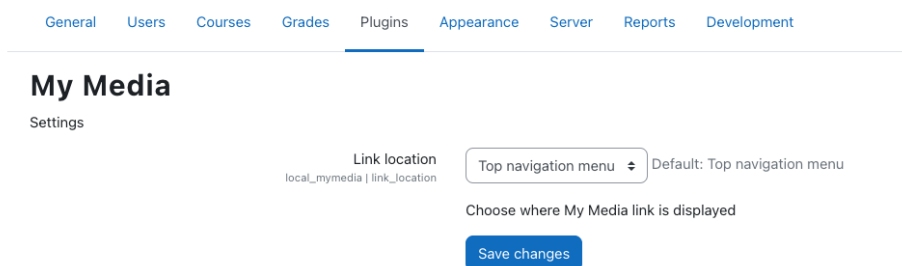 General Users Courses Grades Plugins Appearance Server Reports Development
My Media
Settings
Link location
local_mymedia | link_location
Top navigation menu Default: Top navigation menu
Choose where My Media link is displayed
Save changes